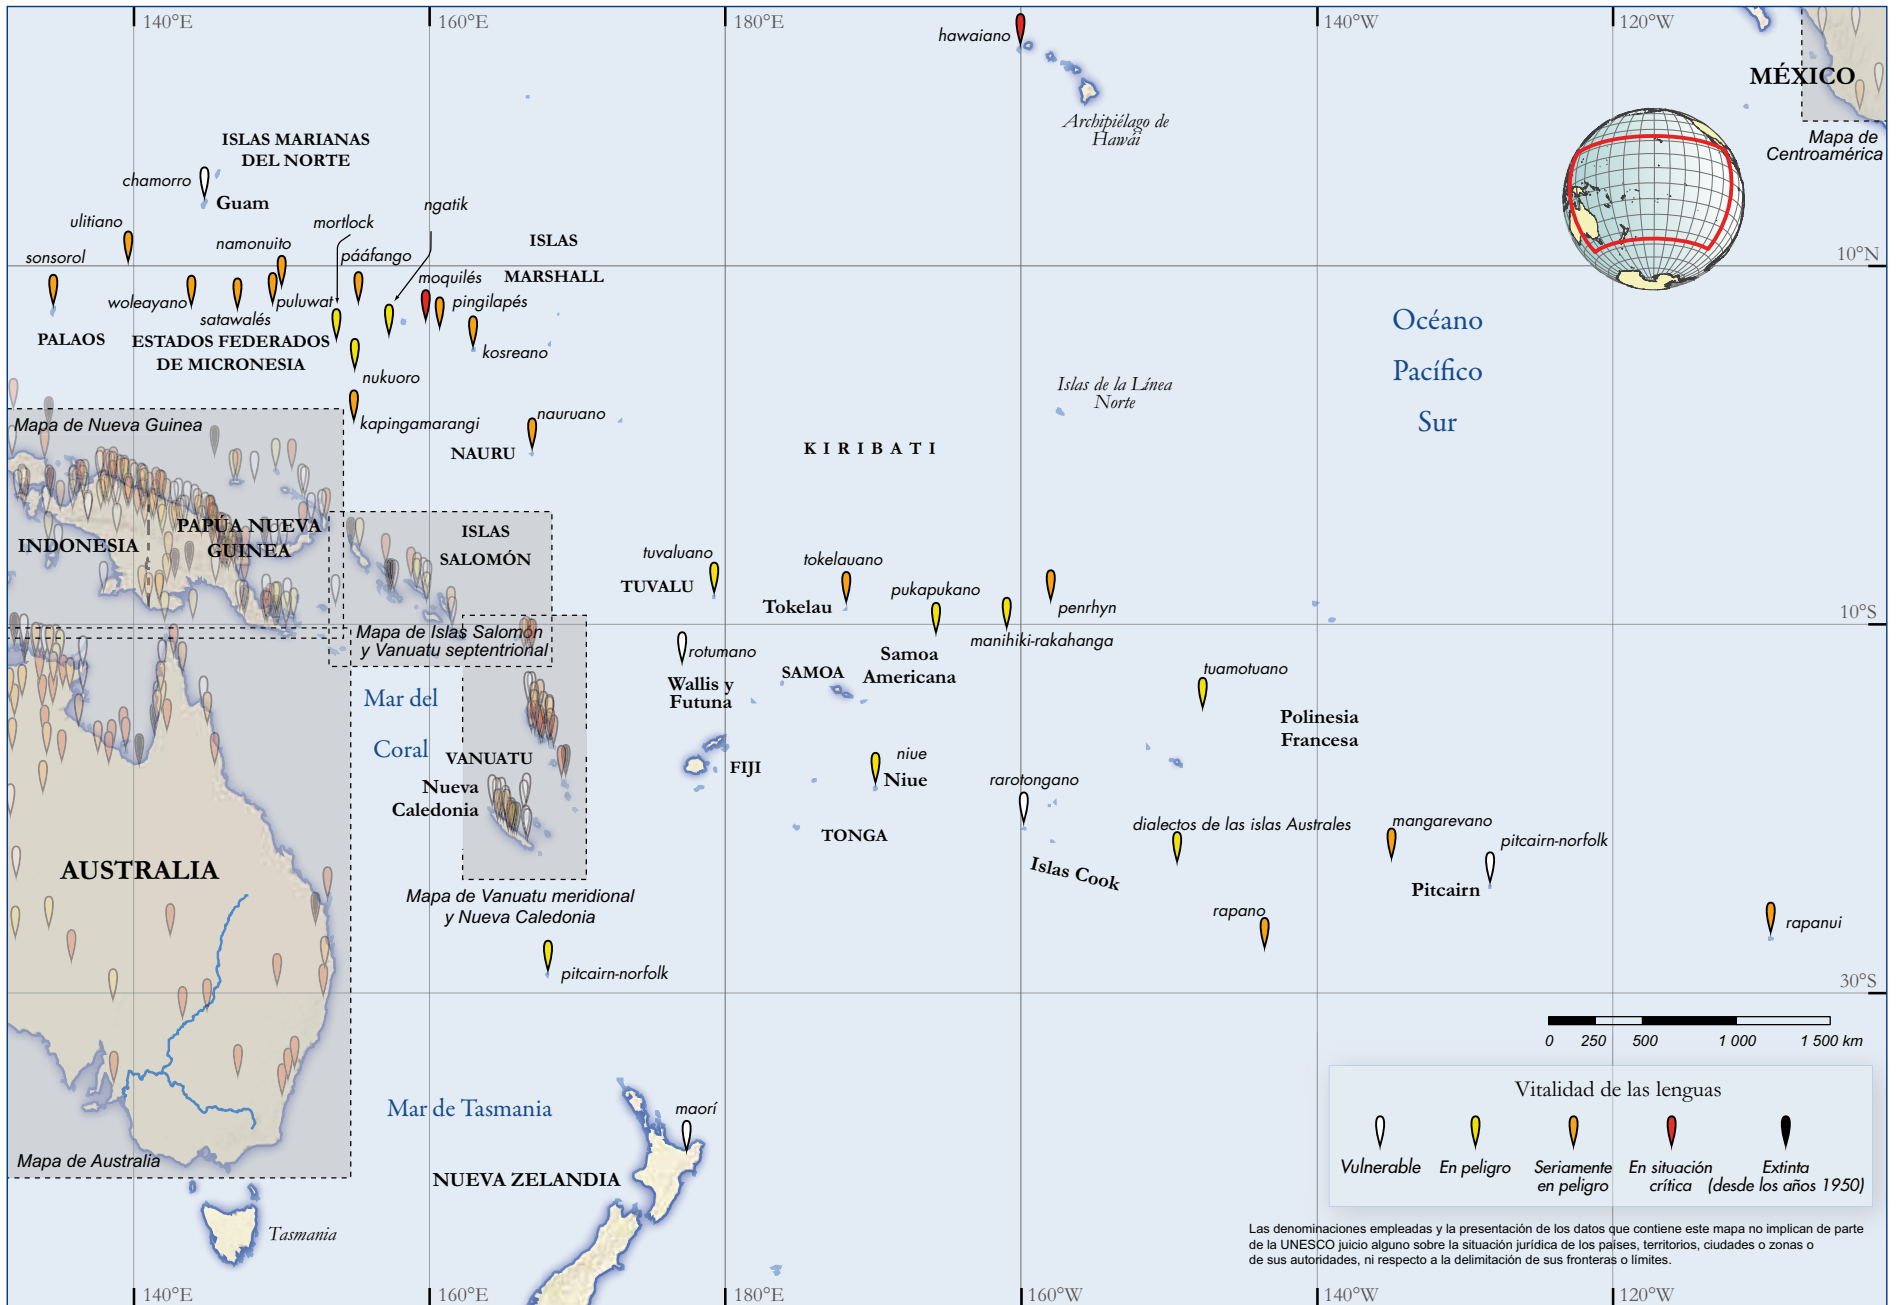 140°E
160°E
180°E
140°W
120°W
hawaiano
MÉXICO
Archipiélago de
Hawái
Mapa de
Centroamérica
ISLAS MARIANAS
DEL NORTE
chamorro
Guam
ngatik
ulitiano
mortlock
namonuito
pááfango
ISLAS
MARSHALL
sonsorol
moquilés
10°N
woleayano
puluwat
pingilapés
satawalés
PALAOS
ESTADOS FEDERADOS
DE MICRONESIA
kosreano
Océano
Pacífico
Sur
nukuoro
Islas de la Línea
Norte
kapingamarangi
nauruano
Mapa de Nueva Guinea
NAURU
KIRIBATI
INDONESIA
PAPÚA NUEVA
GUINEA
ISLAS
SALOMÓN
tuvaluano
TUVALU
tokelauano
Tokelau
pukapukano
penrhyn
10°S
manihiki-rakahanga
Mapa de Islas Salomón
y Vanuatu septentrional
rotumano
Samoa
Americana
SAMOA
Wallis y
Futuna
tuamotuano
Mar del
Coral
Polinesia
Francesa
VANUATU
Nueva
Caledonia
FIJI
niue
Niue
rarotongano
TONGA
dialectos de las islas Australes
mangarevano
pitcairn-norfolk
Islas Cook
Pitcairn
AUSTRALIA
Mapa de Vanuatu meridional
y Nueva Caledonia
rapano
rapanui
pitcairn-norfolk
30°S
0 250 500 1 000 1 500 km
Mar de Tasmania
maorí
Mapa de Australia
NUEVA ZELANDIA
Tasmania
Vitalidad de las lenguas
Vulnerable
En peligro
Seriamente
en peligro
En situación
crítica
Extinta
(desde los años 1950)
Las denominaciones empleadas y la presentación de los datos que contiene este mapa no implican de parte
de la UNESCO juicio alguno sobre la situación jurídica de los países, territorios, ciudades o zonas o
de sus autoridades, ni respecto a la delimitación de sus fronteras o límites.
140°E
160°E
180°E
160°W
140°W
120°W